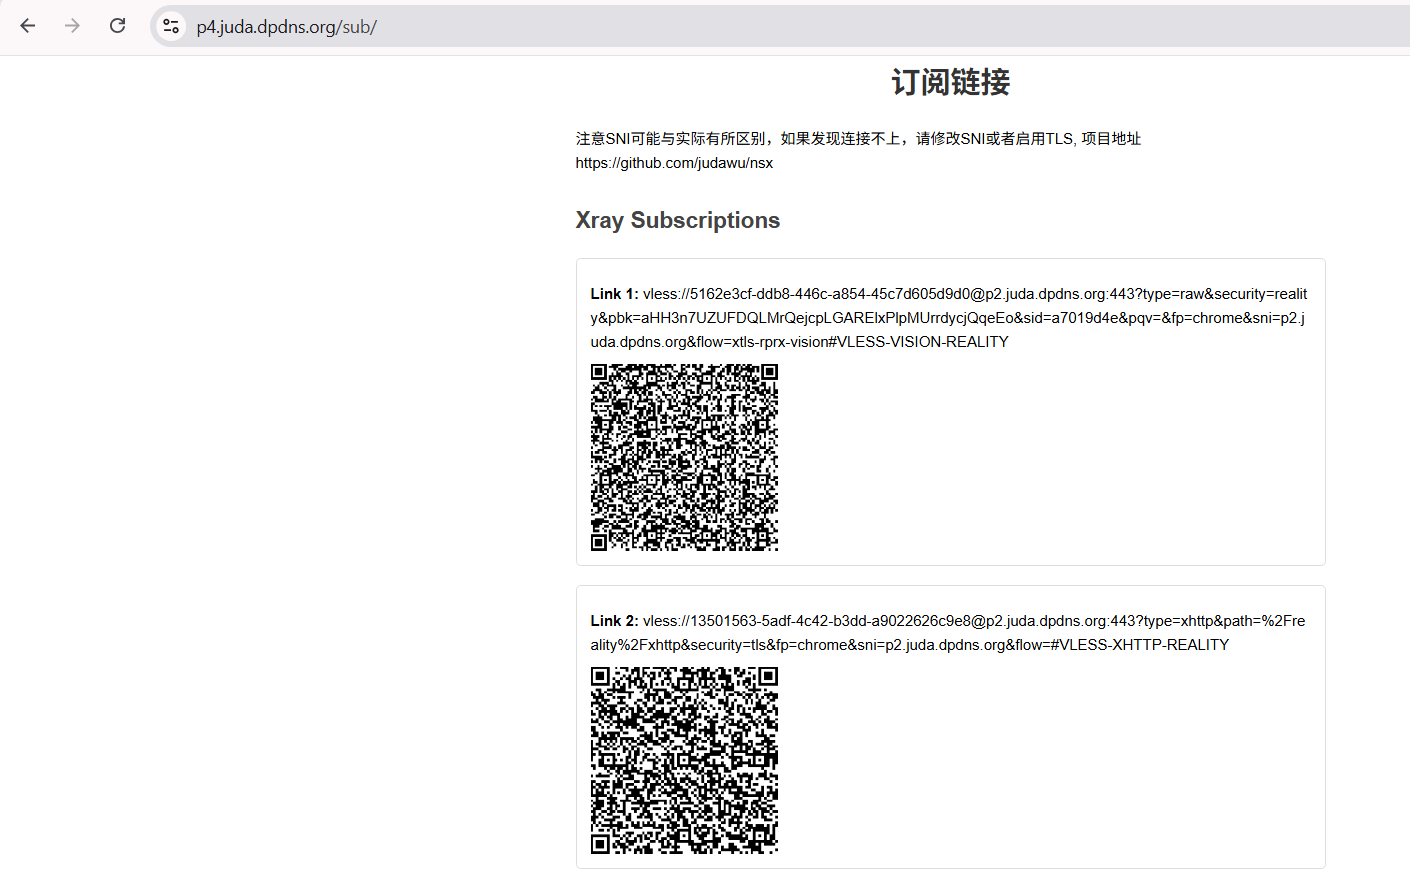 p4.juda.dpdns.org/sub/
订阅链接
注意SNI可能与实际有所区别，如果发现连接不上，请修改SNI或者启用TLS, 项目地址
https://github.com/judawu/nsx
Xray Subscriptions
Link 1: vless://5162e3cf-ddb8-446c-a854-45c7d605d9d0@p2.juda.dpdns.org:443?type=raw&security=realit
y&pbk=aHH3n7UZUFDQLMrQejcpLGARElxPlpMUrrdycjQqeEo&sid=a7019d4e&pqv=&fp=chrome&sni=p2.j
uda.dpdns.org&flow=xtls-rprx-vision#VLESS-VISION-REALITY
Link 2: vless://13501563-5adf-4c42-b3dd-a9022626c9e8@p2.juda.dpdns.org:443?type=xhttp&path=%2Fre
ality%2Fxhttp&security=tls&fp=chrome&sni=p2.juda.dpdns.org&flow=#VLESS-XHTTP-REALITY